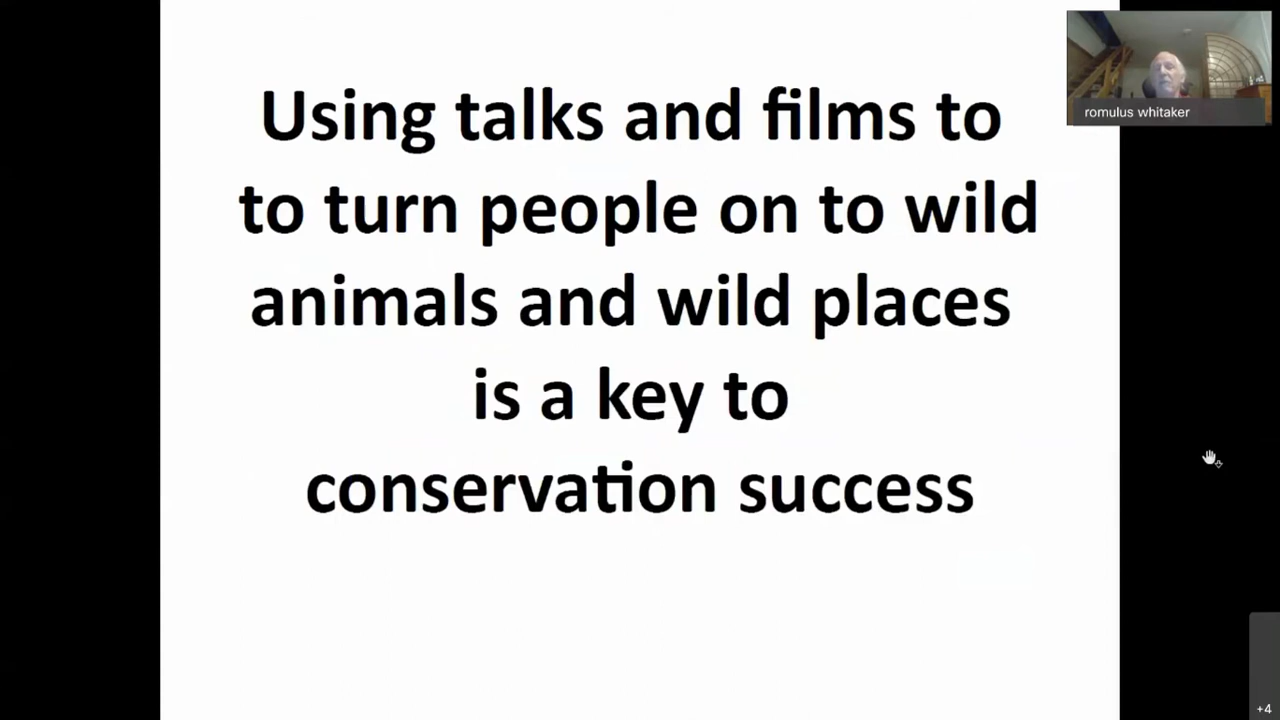 Using talks and films to
to turn people on to wild
animals and wild places
is a key to
conservation success
romulus whitaker
+4